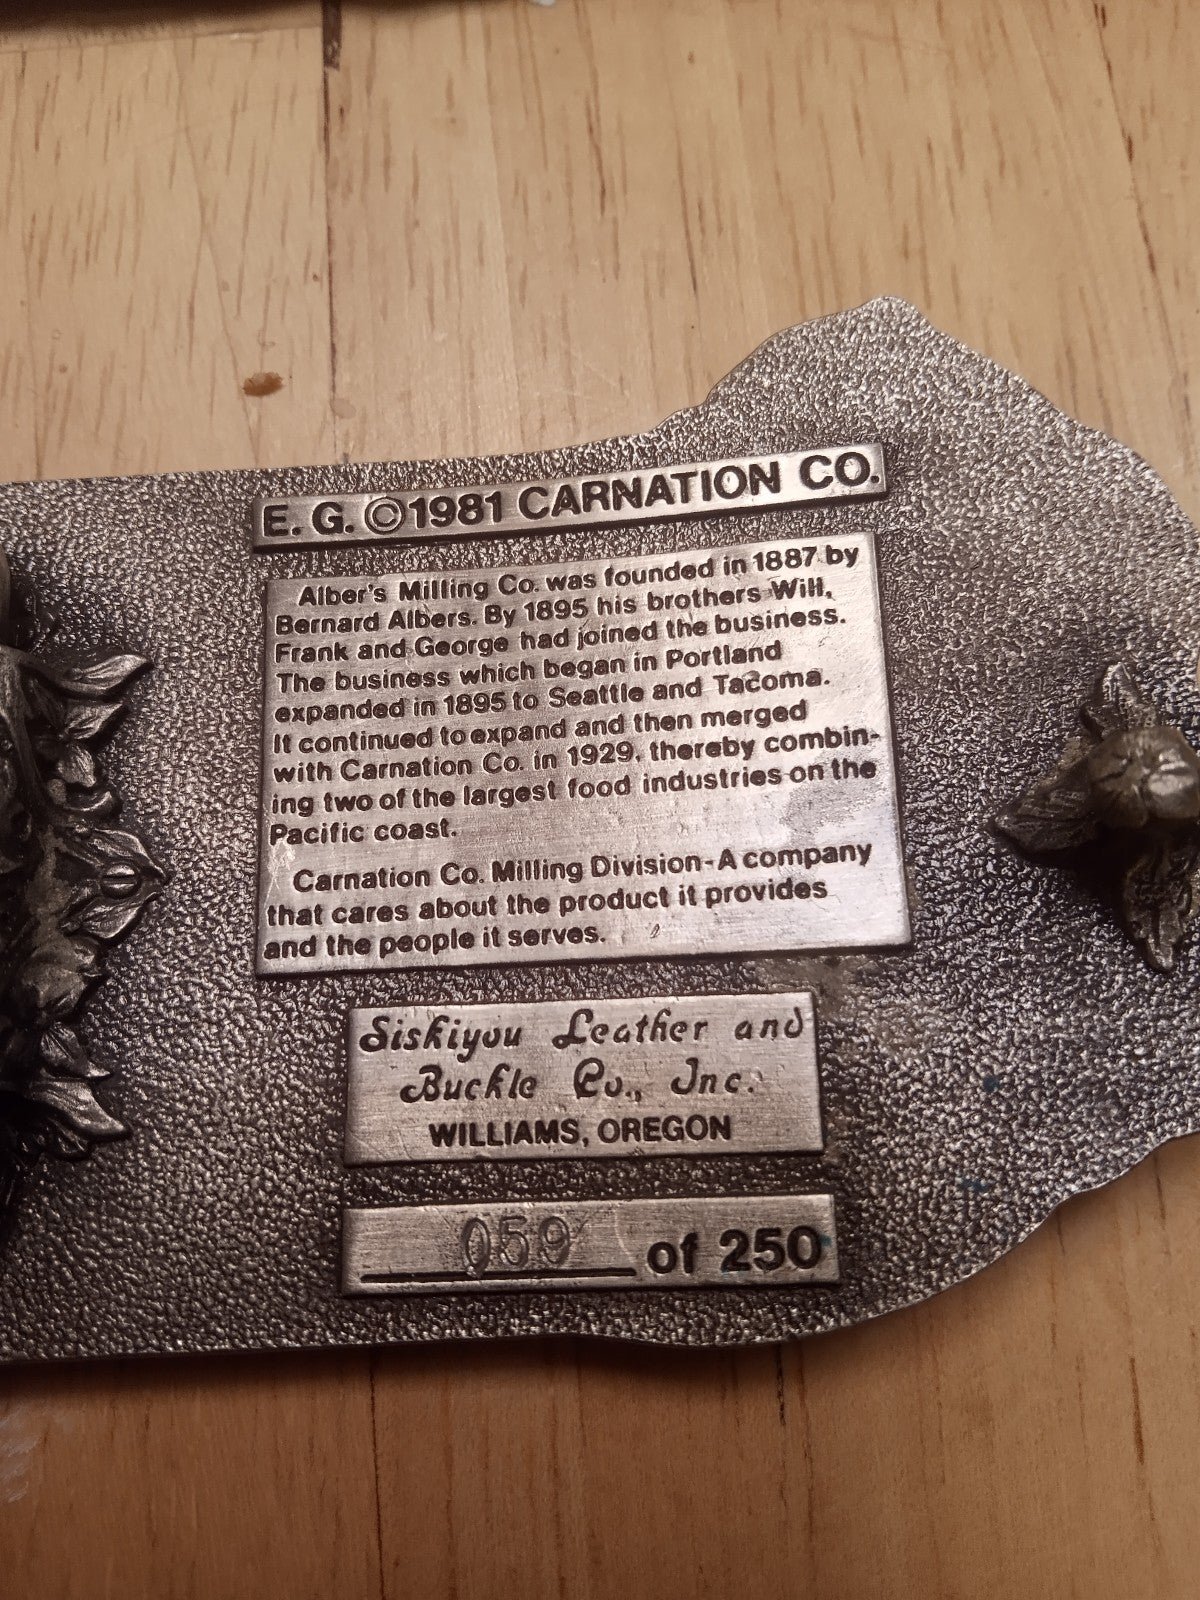 E. G. ©1981 CARNATION CO.
Alber's Milling Co. was founded in 1887 by
Bernard Albers. By 1895 his brothers Will,
Frank and George had joined the business.
The business which began in Portland
expanded in 1895 to Seattle and Tacoma.
It continued to expand and then merged
with Carnation Co. in 1929, thereby combin-
ing two of the largest food industries on the
Pacific coast.
Carnation Co. Milling Division-A company
that cares about the product it provides
and the people it serves.
Siskiyou Leather and
Buckle Co., Inc.
WILLIAMS, OREGON
059 of 250